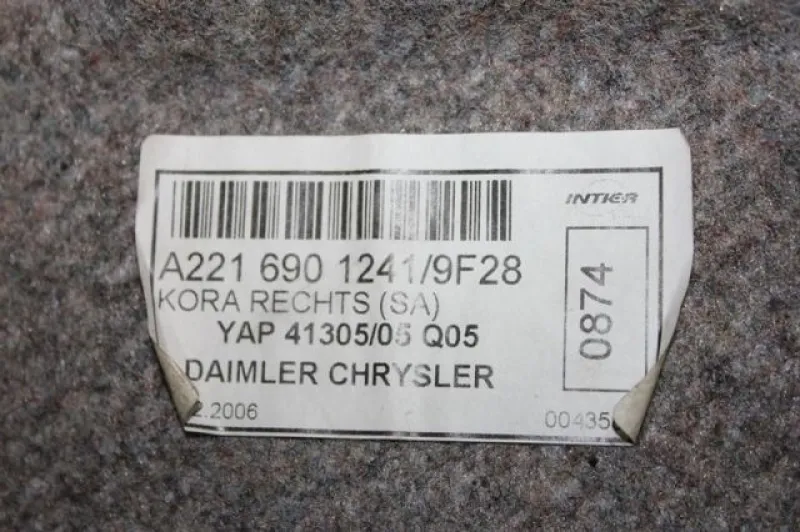 INTIER
A221 690 1241/9F28
KORA RECHTS (SA)
YAP 41305/05 Q05
DAIMLER CHRYSLER
0874
2.2006
00435